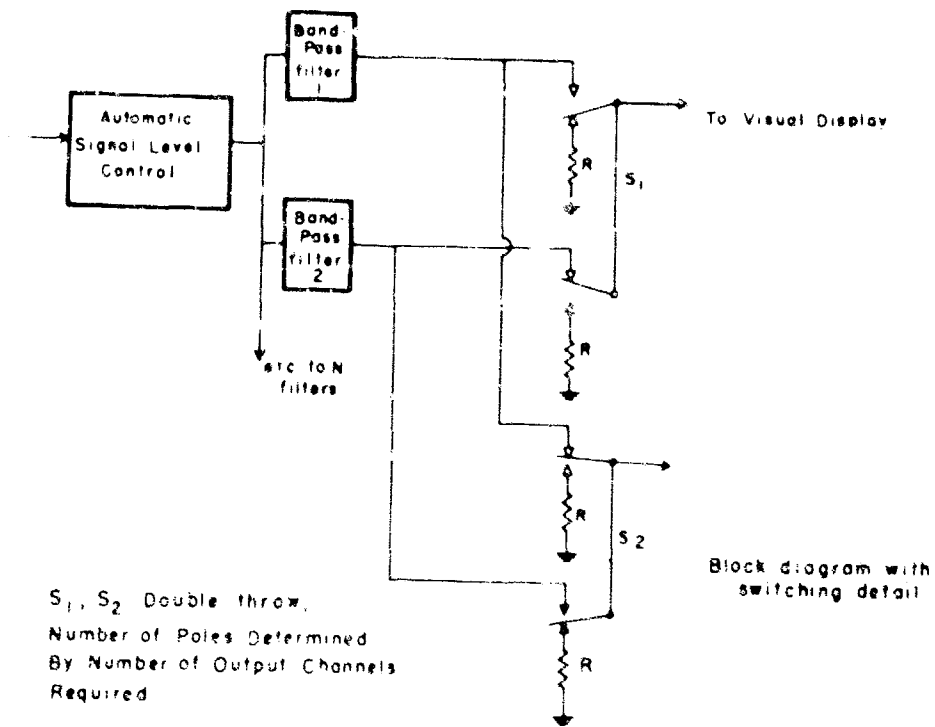 Band-
Pass
filter
1
Automatic
Signal Level
Control
To Visual Display
R
S1
Band-
Pass
filter
2
R
etc to N
filters
R
S2
Block diagram with
switching detail
S1, S2 Double throw,
Number of Poles Determined
By Number of Output Channels
Required
R